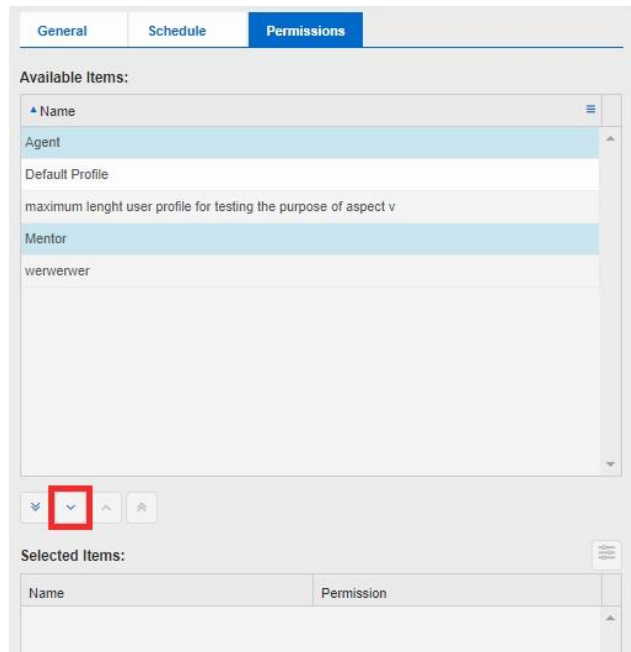 General Schedule Permissions
Available Items:
Name
Agent
Default Profile
maximum lenght user profile for testing the purpose of aspect v
Mentor
werwerwer
Selected Items:
Name Permission